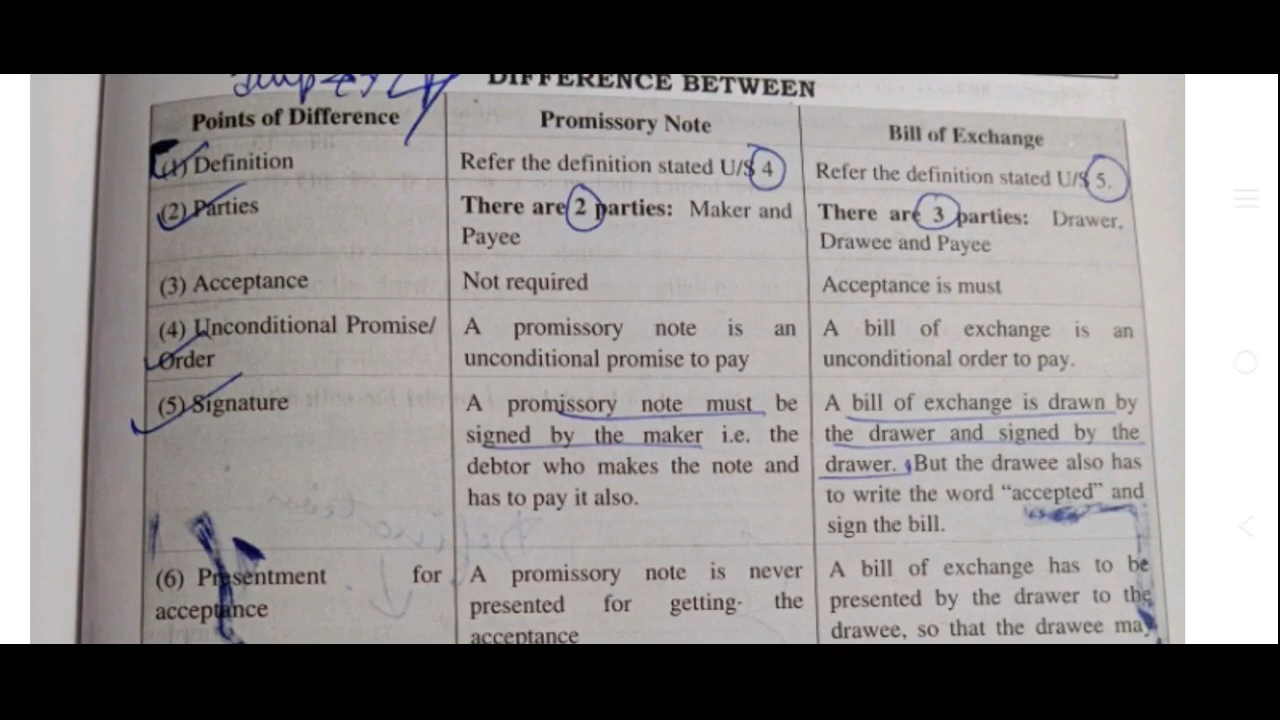 DIFFERENCE BETWEEN
Points of Difference
Promissory Note
Bill of Exchange
(1) Definition
Refer the definition stated U/S 4
Refer the definition stated U/S 5.
(2) Parties
There are 2 parties: Maker and
Payee
There are 3 parties: Drawer,
Drawee and Payee
(3) Acceptance
Not required
Acceptance is must
(4) Unconditional Promise/
Order
A promissory note is an
unconditional promise to pay
A bill of exchange is an
unconditional order to pay.
(5) Signature
A promissory note must be
signed by the maker i.e. the
debtor who makes the note and
has to pay it also.
A bill of exchange is drawn by
the drawer and signed by the
drawer. But the drawee also has
to write the word “accepted” and
sign the bill.
(6) Presentment for
acceptance
A promissory note is never
presented for getting the
acceptance
A bill of exchange has to be
presented by the drawer to the
drawee, so that the drawee may